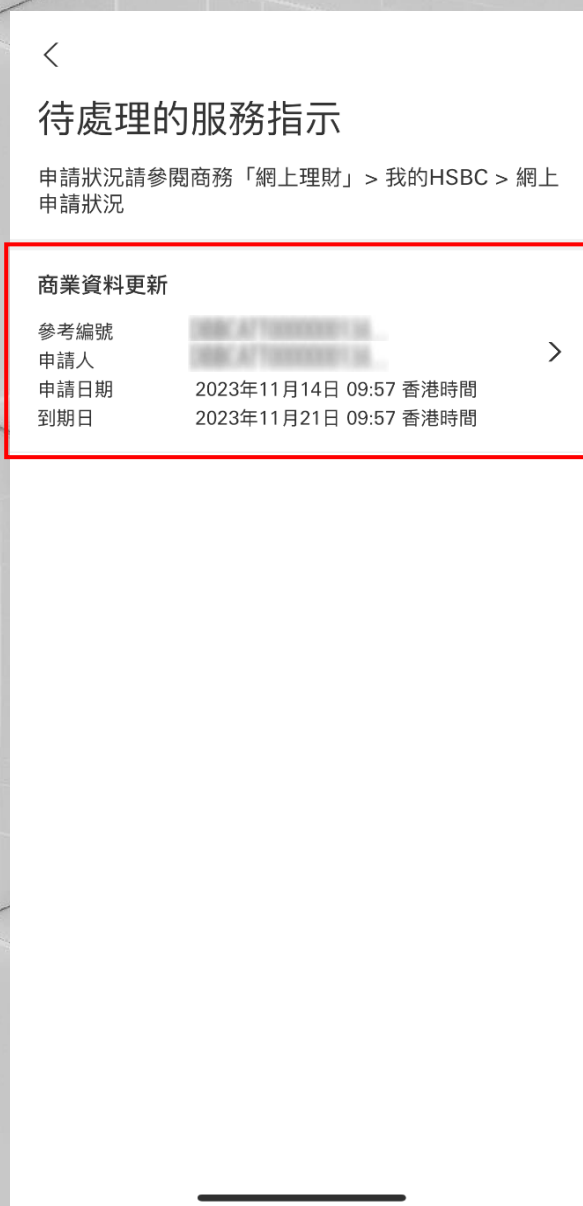 待處理的服務指示
申請狀況請參閱商務「網上理財」> 我的HSBC > 網上
申請狀況
商業資料更新
參考編號
申請人
申請日期 2023年11月14日 09:57 香港時間
到期日 2023年11月21日 09:57 香港時間